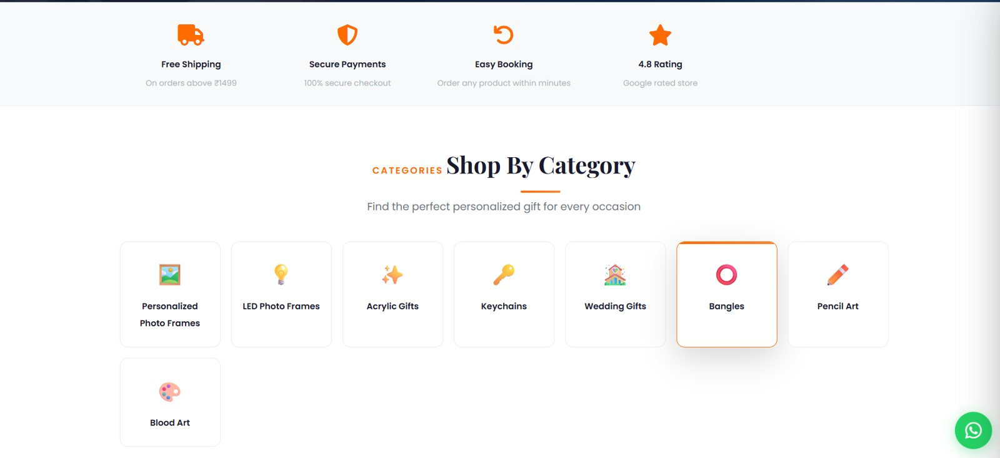 Free Shipping
On orders above ₹1499
Secure Payments
100% secure checkout
Easy Booking
Order any product within minutes
4.8 Rating
Google rated store
CATEGORIES Shop By Category
Find the perfect personalized gift for every occasion
Personalized
Photo Frames
LED Photo Frames
Acrylic Gifts
Keychains
Wedding Gifts
Bangles
Pencil Art
Blood Art